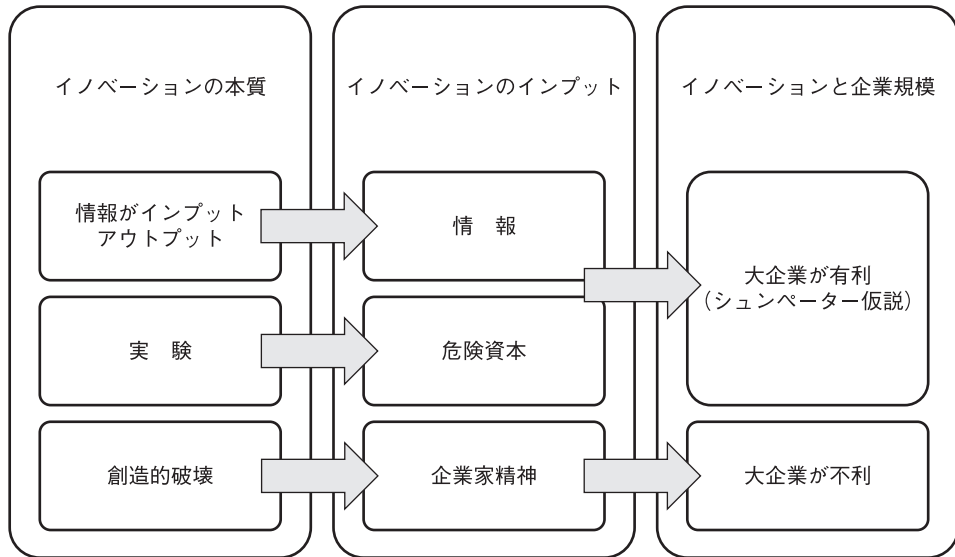 イノベーションの本質
イノベーションのインプット
イノベーションと企業規模
情報がインプット
アウトプット
情　報
大企業が有利
（シュンペーター仮説）
実　験
危険資本
創造的破壊
企業家精神
大企業が不利